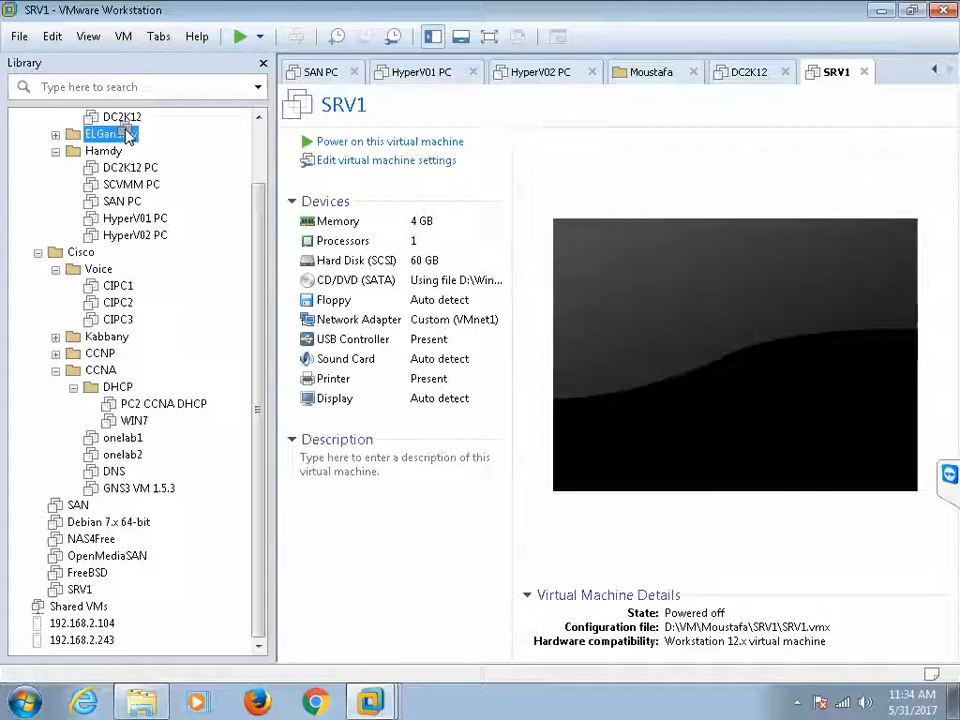 SRV1 - VMware Workstation
File Edit View VM Tabs Help
Library
Type here to search
DC2K12
Hamdy
DC2K12 PC
SCVMM PC
SAN PC
HyperV01 PC
HyperV02 PC
Cisco
Voice
CIPC1
CIPC2
CIPC3
Kabbany
CCNP
CCNA
DHCP
PC2 CCNA DHCP
WIN7
onelab1
onelab2
DNS
GNS3 VM 1.5.3
SAN
Debian 7.x 64-bit
NAS4Free
OpenMediaSAN
FreeBSD
SRV1
Shared VMs
192.168.2.104
192.168.2.243
SAN PC HyperV01 PC HyperV02 PC Moustafa DC2K12 SRV1
SRV1
Power on this virtual machine
Edit virtual machine settings
Devices
Memory 4 GB
Processors 1
Hard Disk (SCSI) 60 GB
CD/DVD (SATA) Using file D:\Win...
Floppy Auto detect
Network Adapter Custom (VMnet1)
USB Controller Present
Sound Card Auto detect
Printer Present
Display Auto detect
Description
Type here to enter a description of this
virtual machine.
Virtual Machine Details
State: Powered off
Configuration file: D:\VM\Moustafa\SRV1\SRV1.vmx
Hardware compatibility: Workstation 12.x virtual machine
11:34 AM
5/31/2017